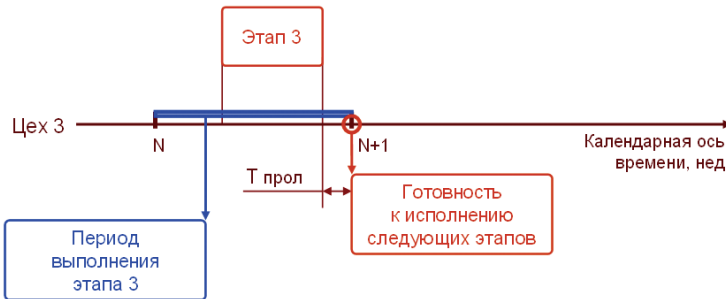 Этап 3
Цех 3
N
N+1
Календарная ось
времени, нед
Т прол
Готовность
к исполнению
следующих этапов
Период
выполнения
этапа 3